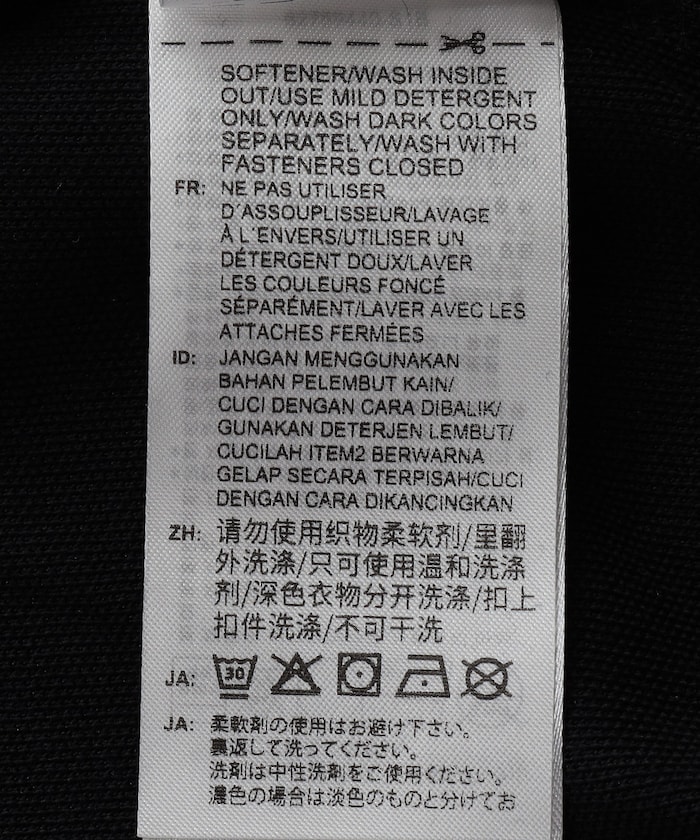 SOFTENER/WASH INSIDE
OUT/USE MILD DETERGENT
ONLY/WASH DARK COLORS
SEPARATELY/WASH WITH
FASTENERS CLOSED
FR: NE PAS UTILISER
D´ASSOUPLISSEUR/LAVAGE
À L´ENVERS/UTILISER UN
DÉTERGENT DOUX/LAVER
LES COULEURS FONCÉ
SÉPARÉMENT/LAVER AVEC LES
ATTACHES FERMÉES
ID: JANGAN MENGGUNAKAN
BAHAN PELEMBUT KAIN/
CUCI DENGAN CARA DIBALIK/
GUNAKAN DETERJEN LEMBUT/
CUCILAH ITEM2 BERWARNA
GELAP SECARA TERPISAH/CUCI
DENGAN CARA DIKANCINGKAN
ZH: 请勿使用织物柔软剂/里翻
外洗涤/只可使用温和洗涤
剂/深色衣物分开洗涤/扣上
扣件洗涤/不可干洗
JA: 30
JA: 柔軟剤の使用はお避け下さい。
裏返して洗ってください。
洗剤は中性洗剤をご使用ください。
濃色の場合は淡色のものと分けてお